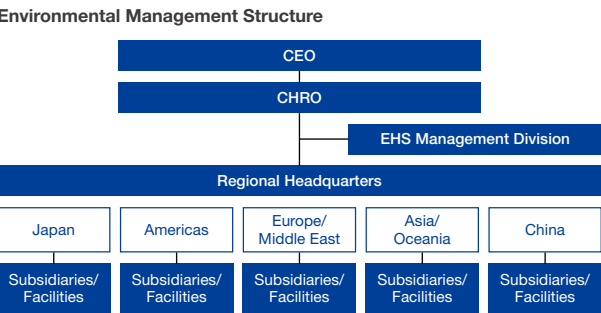 Environmental Management Structure
CEO
CHRO
EHS Management Division
Regional Headquarters
Japan
Americas
Europe/
Middle East
Asia/
Oceania
China
Subsidiaries/
Facilities
Subsidiaries/
Facilities
Subsidiaries/
Facilities
Subsidiaries/
Facilities
Subsidiaries/
Facilities